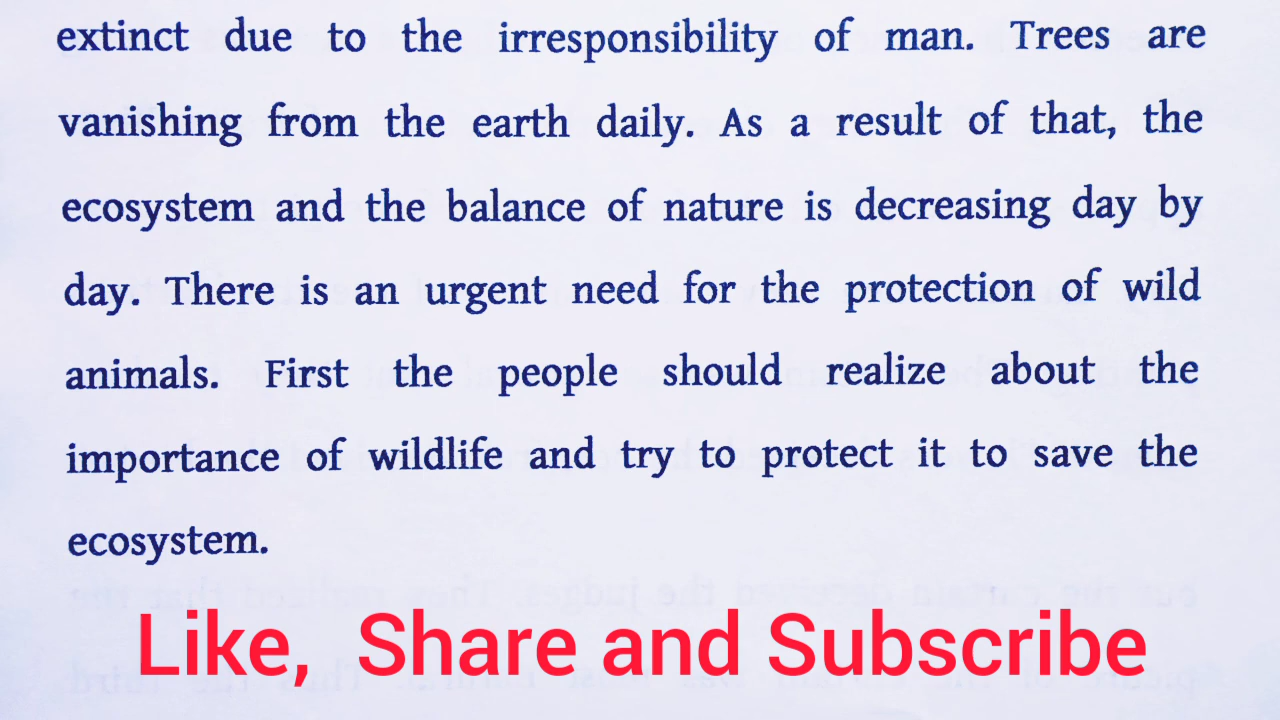 extinct due to the irresponsibility of man. Trees are
vanishing from the earth daily. As a result of that, the
ecosystem and the balance of nature is decreasing day by
day. There is an urgent need for the protection of wild
animals. First the people should realize about the
importance of wildlife and try to protect it to save the
ecosystem.
Like, Share and Subscribe